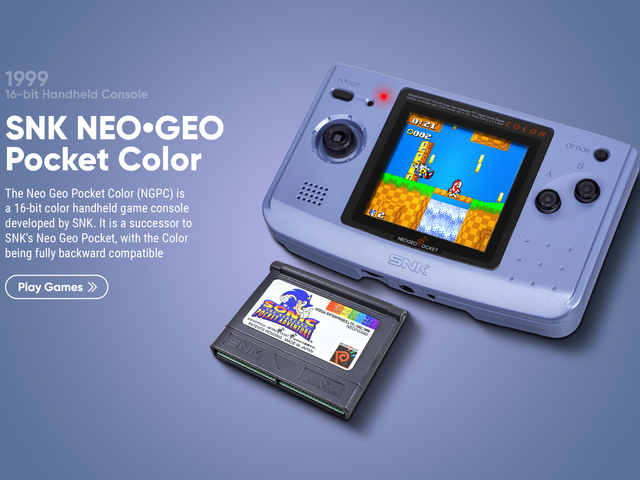 1999
16-bit Handheld Console
SNK NEO•GEO
Pocket Color
The Neo Geo Pocket Color (NGPC) is
a 16-bit color handheld game console
developed by SNK. It is a successor to
SNK's Neo Geo Pocket, with the Color
being fully backward compatible
Play Games
POWER
COLOR
OPTION
A
B
0:21
NEOGEO POCKET
SNK
SONIC
POCKET ADVENTURE
SNK